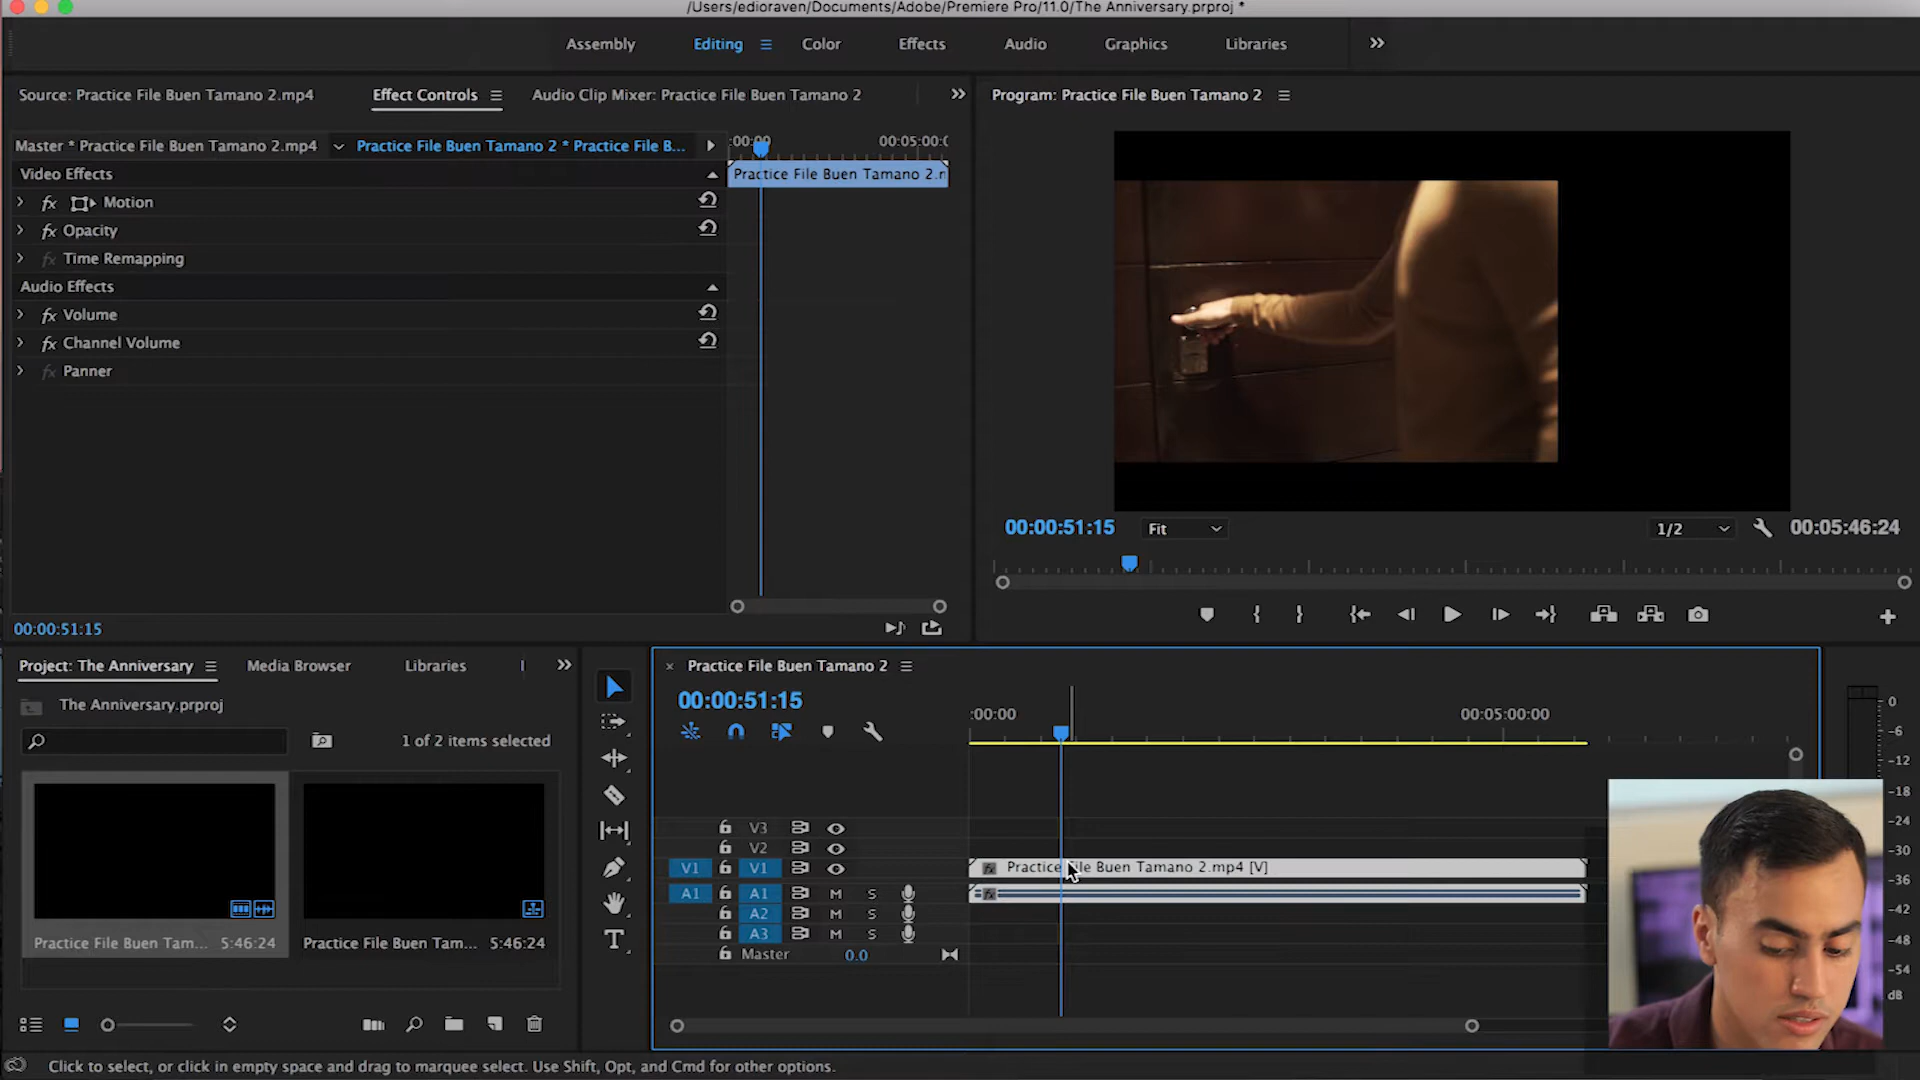 /Users/edioraven/Documents/Adobe/Premiere Pro/11.0/The Anniversary.prproj *
Assembly
Editing
Color
Effects
Audio
Graphics
Libraries
Source: Practice File Buen Tamano 2.mp4
Effect Controls
Audio Clip Mixer: Practice File Buen Tamano 2
Program: Practice File Buen Tamano 2
Master * Practice File Buen Tamano 2.mp4
Practice File Buen Tamano 2 * Practice File B...
:00:00
00:05:00:0
Video Effects
Practice File Buen Tamano 2.m
fx Motion
fx Opacity
fx Time Remapping
Audio Effects
fx Volume
fx Channel Volume
fx Panner
00:00:51:15
00:00:51:15
Fit
1/2
00:05:46:24
Project: The Anniversary
Media Browser
Libraries
The Anniversary.prproj
1 of 2 items selected
Practice File Buen Tam...
5:46:24
Practice File Buen Tam...
5:46:24
T
Practice File Buen Tamano 2
00:00:51:15
:00:00
00:05:00:00
V3
V2
V1
V1
fx
Practice File Buen Tamano 2.mp4 [V]
A1
A1
M
S
fx
A2
M
S
A3
M
S
Master
0.0
0
-6
-12
-18
-24
-30
-36
-42
-48
-54
dB
Click to select, or click in empty space and drag to marquee select. Use Shift, Opt, and Cmd for other options.